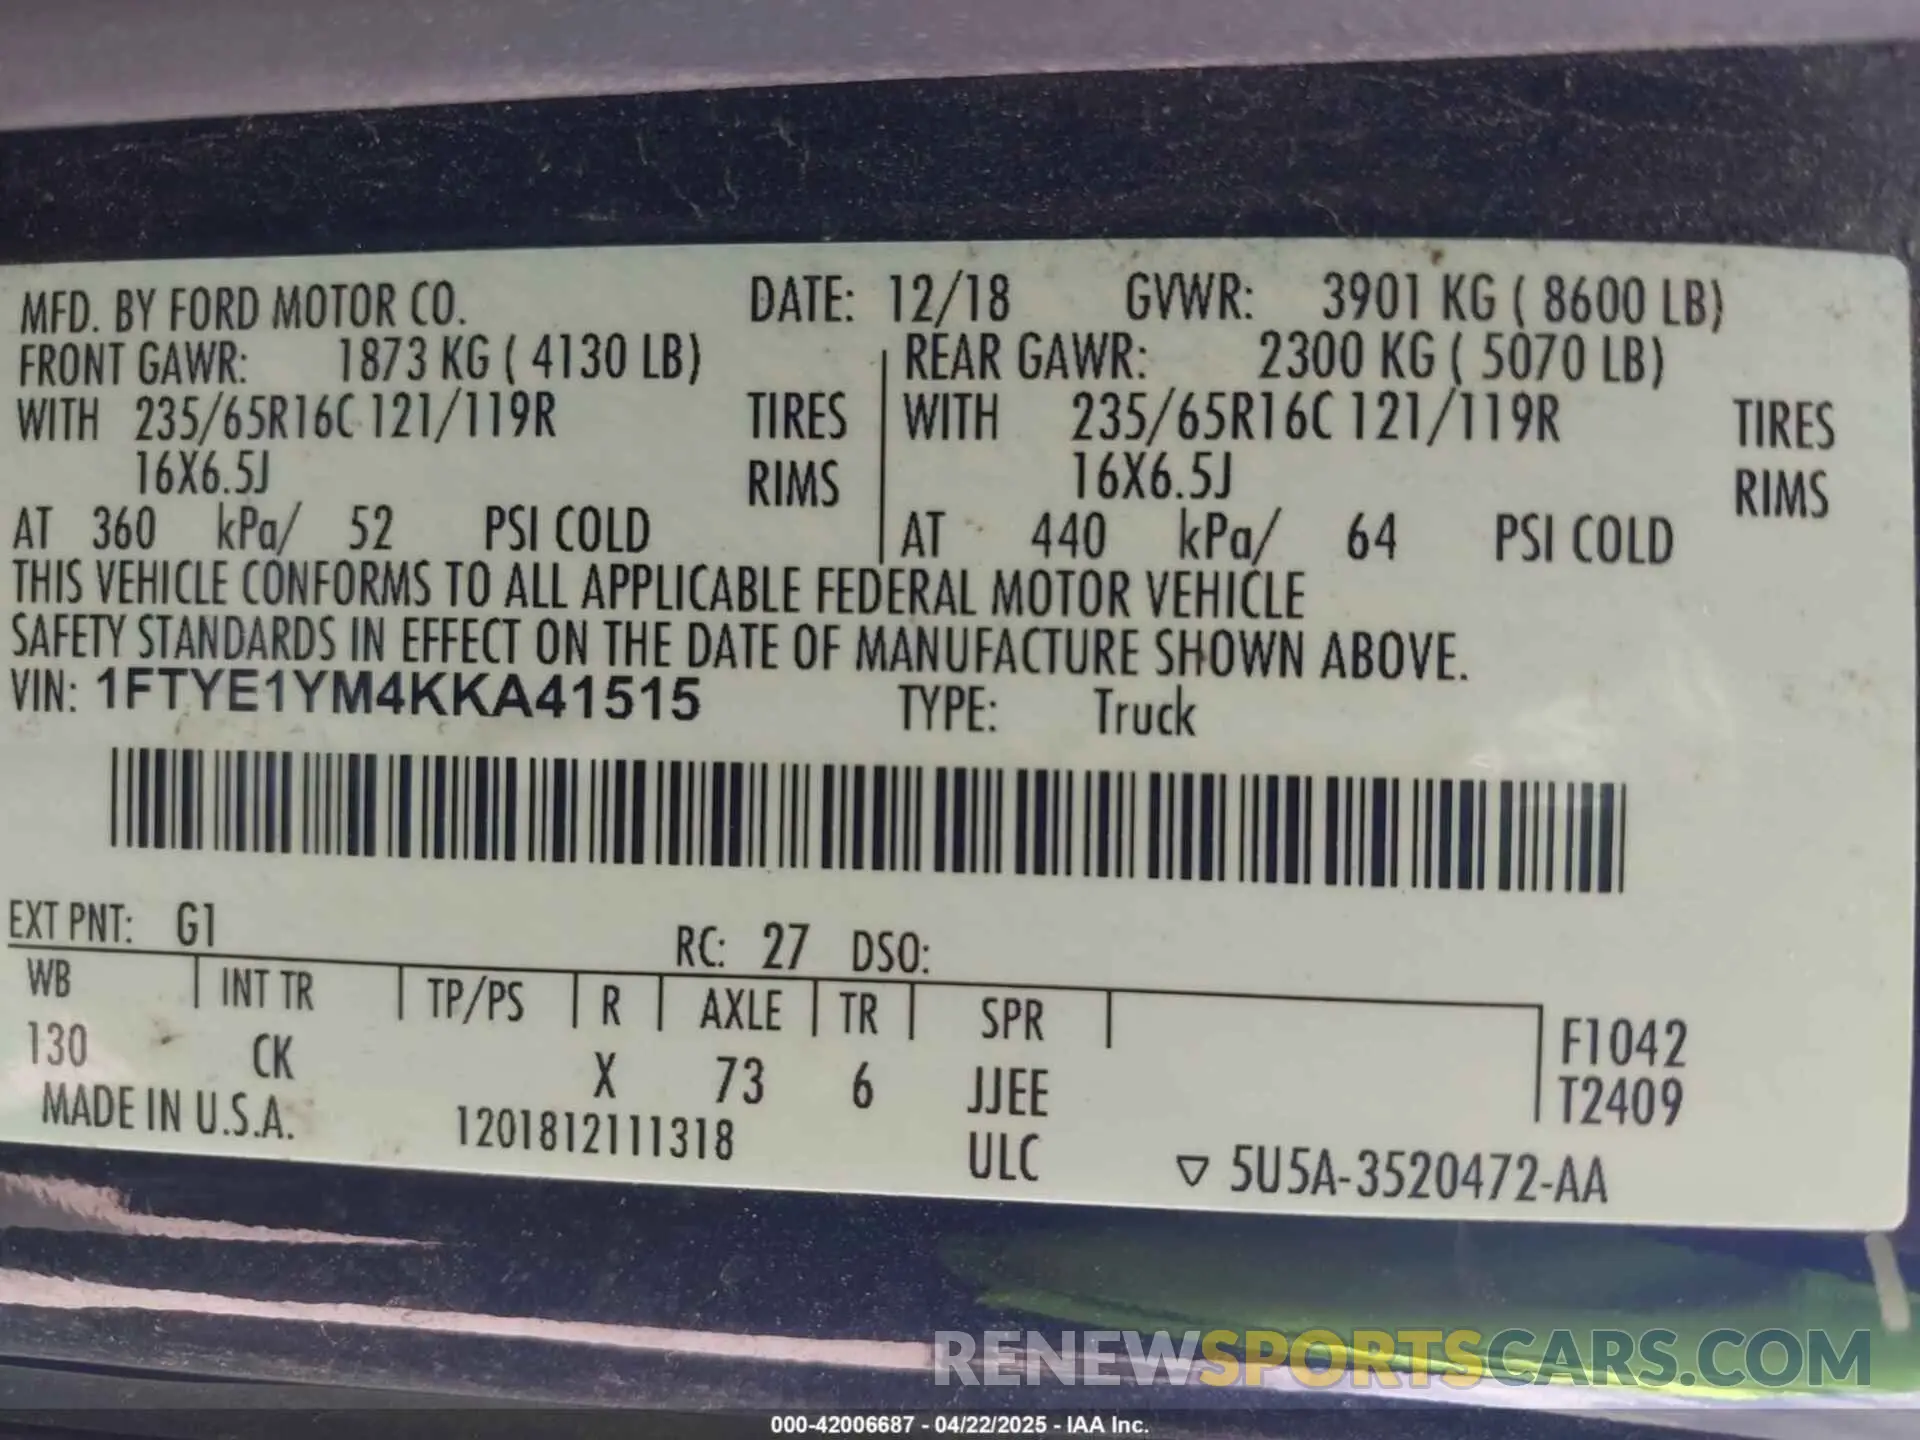 MFD. BY FORD MOTOR CO. DATE: 12/18 GVWR: 3901 KG ( 8600 LB)
FRONT GAWR: 1873 KG ( 4130 LB) REAR GAWR: 2300 KG ( 5070 LB)
WITH 235/65R16C 121/119R TIRES WITH 235/65R16C 121/119R TIRES
16X6.5J RIMS 16X6.5J RIMS
AT 360 kPa/ 52 PSI COLD AT 440 kPa/ 64 PSI COLD
THIS VEHICLE CONFORMS TO ALL APPLICABLE FEDERAL MOTOR VEHICLE
SAFETY STANDARDS IN EFFECT ON THE DATE OF MANUFACTURE SHOWN ABOVE.
VIN: 1FTYE1YM4KKA41515 TYPE: Truck
EXT PNT: G1 RC: 27 DSO:
WB INT TR TP/PS R AXLE TR SPR
130 CK X 73 6 JJEE F1042
T2409
MADE IN U.S.A. 1201812111318 ULC ▽ 5U5A-3520472-AA
RENEWSPORTSCARS.COM
000-42006687 - 04/22/2025 - IAA Inc.